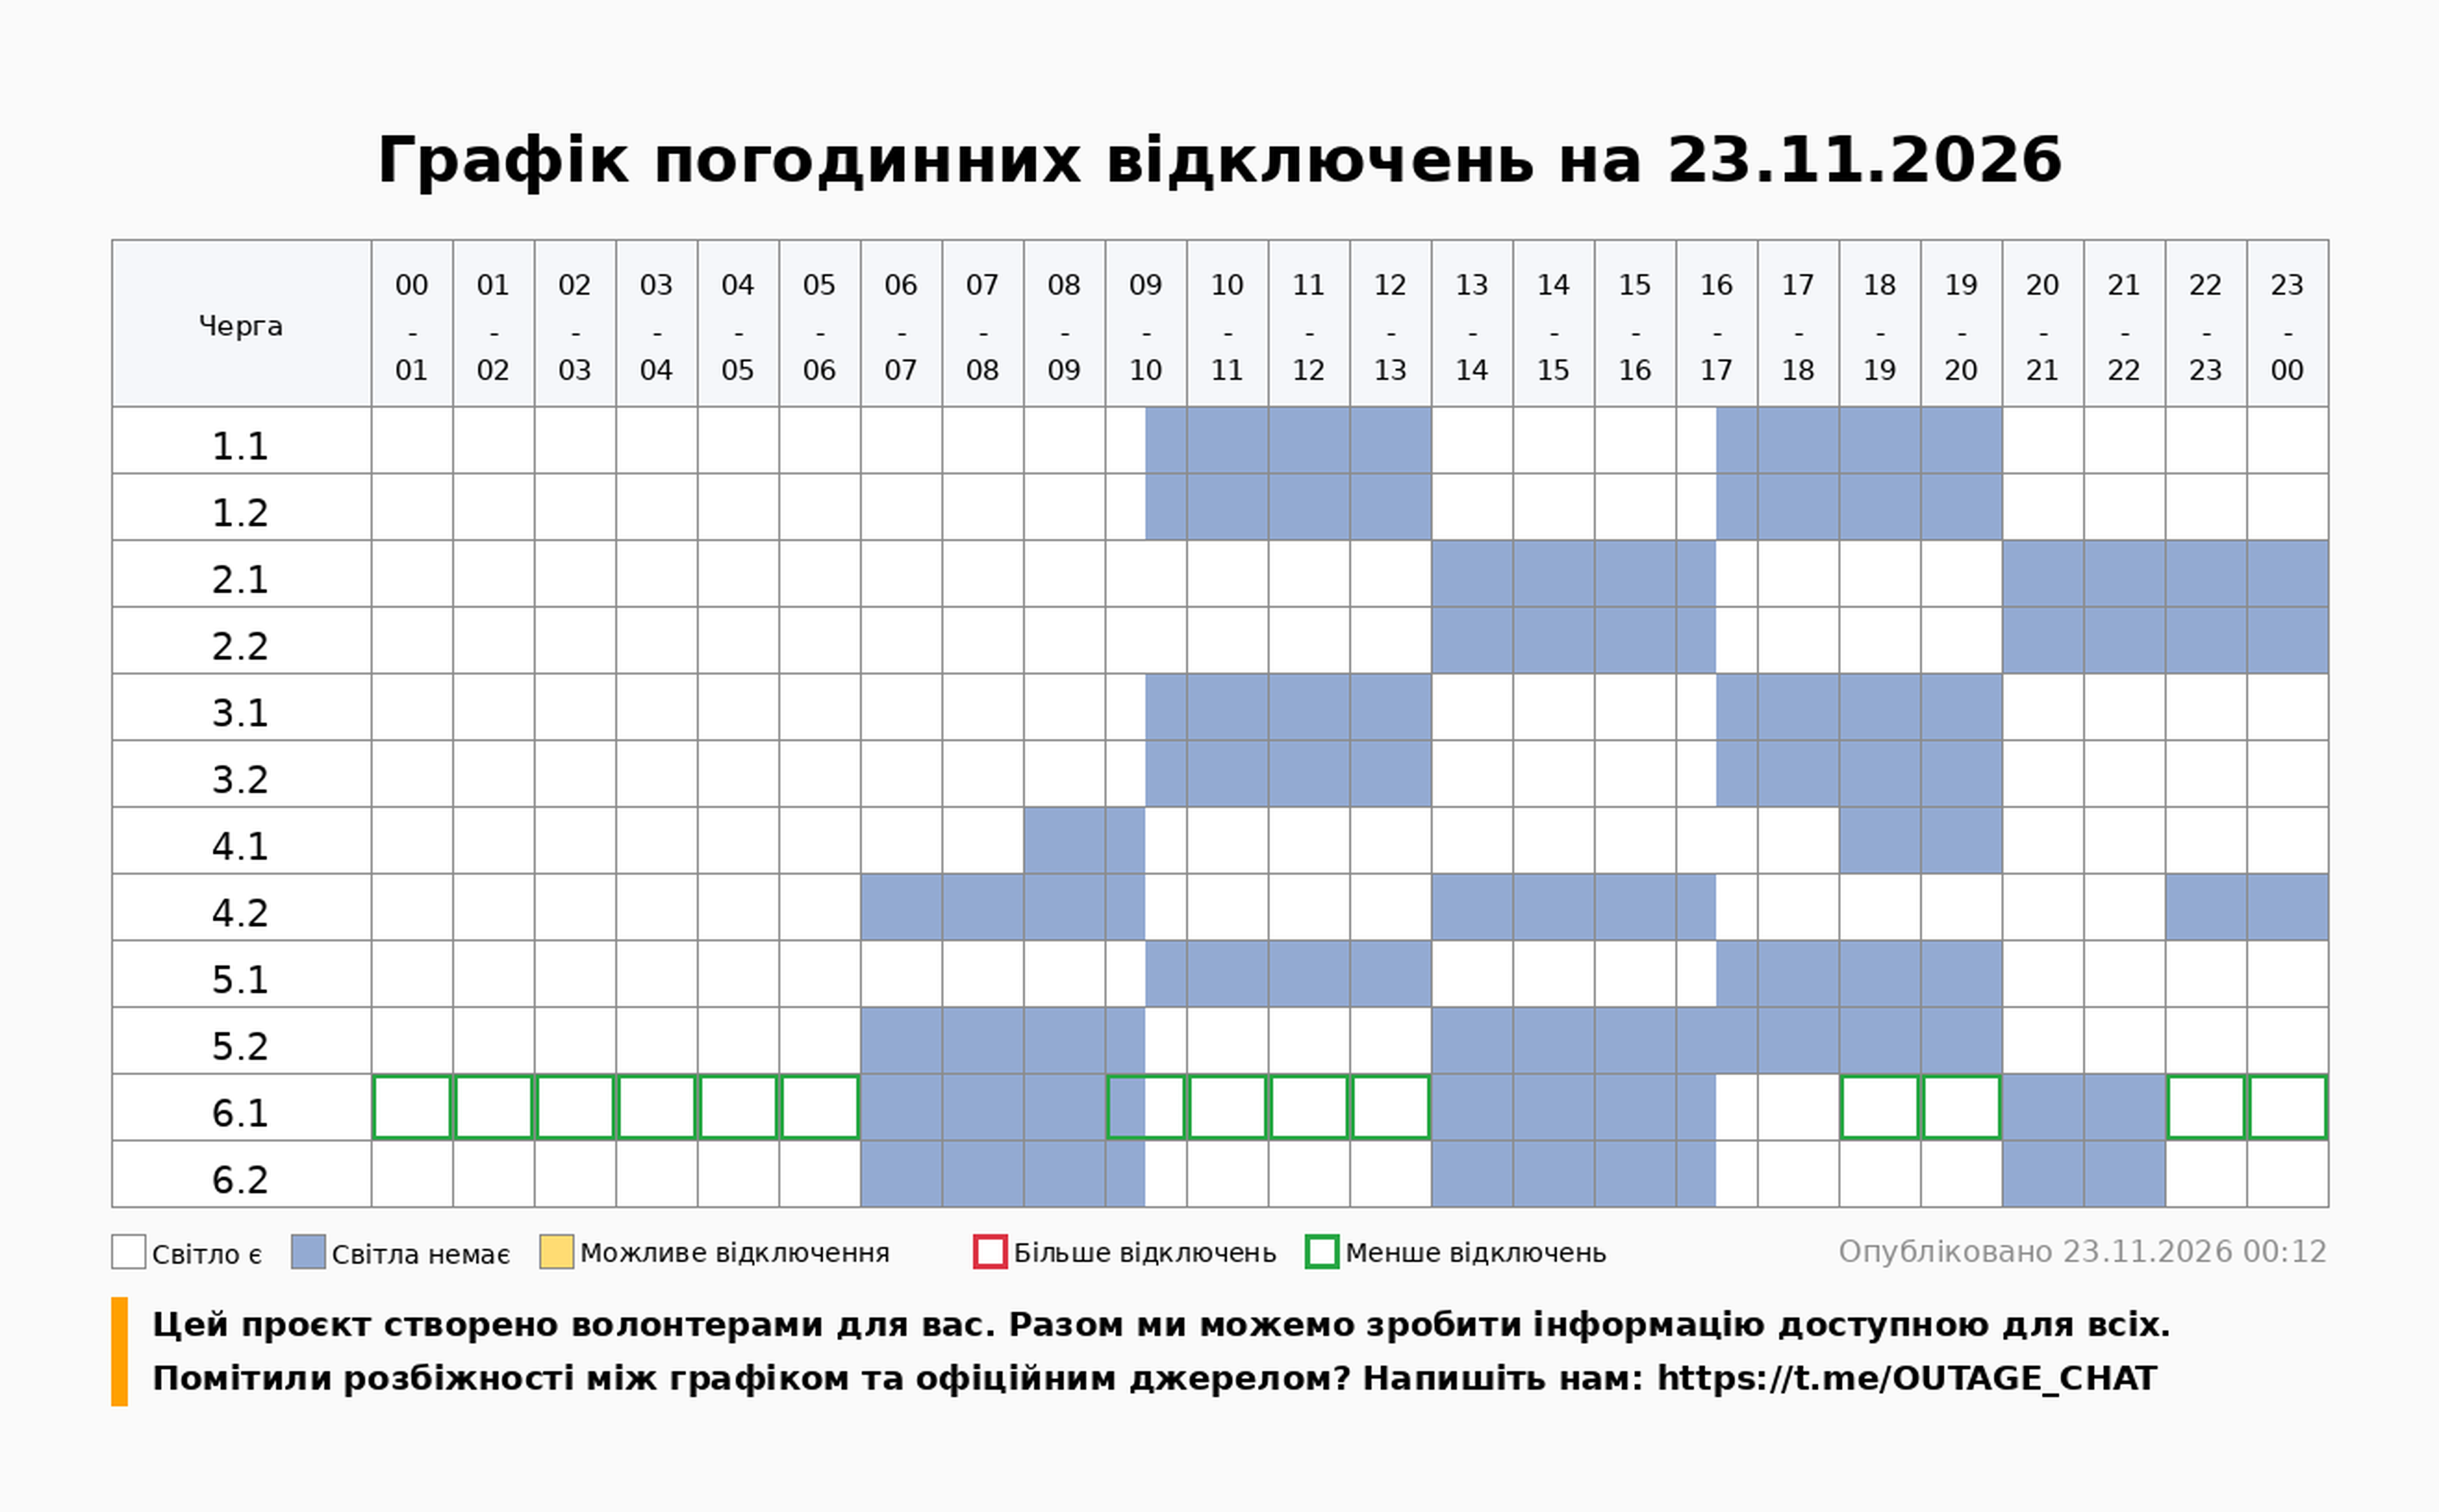 Графік погодинних відключень на 23.11.2026
Черга 00 - 01 01 - 02 02 - 03 03 - 04 04 - 05 05 - 06 06 - 07 07 - 08 08 - 09 09 - 10 10 - 11 11 - 12 12 - 13 13 - 14 14 - 15 15 - 16 16 - 17 17 - 18 18 - 19 19 - 20 20 - 21 21 - 22 22 - 23 23 - 00
1.1
1.2
2.1
2.2
3.1
3.2
4.1
4.2
5.1
5.2
6.1
6.2
Світло є Світла немає Можливе відключення Більше відключень Менше відключень Опубліковано 23.11.2026 00:12
Цей проєкт створено волонтерами для вас. Разом ми можемо зробити інформацію доступною для всіх.
Помітили розбіжності між графіком та офіційним джерелом? Напишіть нам: https://t.me/OUTAGE_CHAT